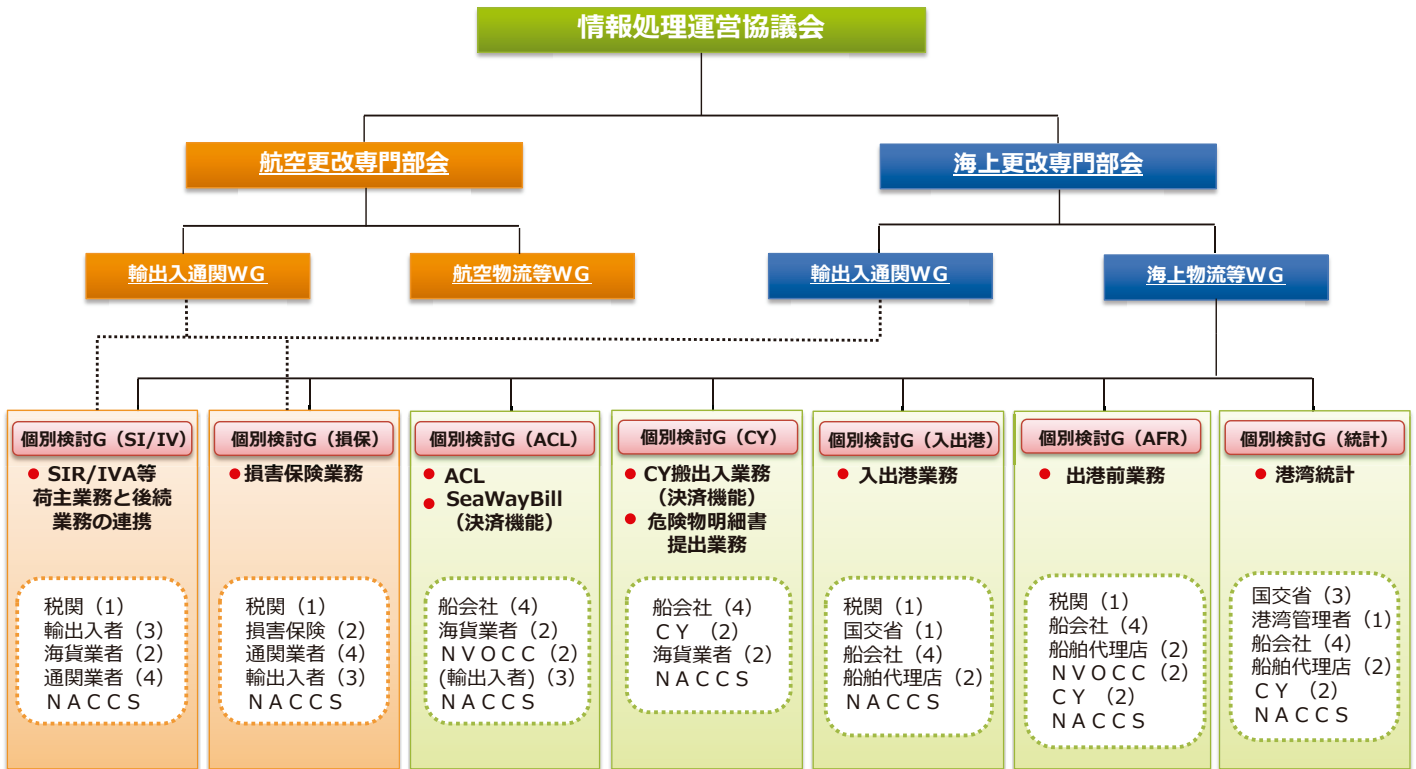 情報処理運営協議会
航空更改専門部会
海上更改専門部会
輸出入通関WG
航空物流等WG
輸出入通関WG
海上物流等WG
個別検討G（SI/IV）
● SIR/IVA等
荷主業務と後続
業務の連携
税関（1）
輸出入者（3）
海貨業者（2）
通関業者（4）
ＮＡＣＣＳ
個別検討G（損保）
●損害保険業務
税関（1）
損害保険（2）
通関業者（4）
輸出入者（3）
ＮＡＣＣＳ
個別検討G（ACL）
● ACL
● SeaWayBill
（決済機能）
船会社（4）
海貨業者（2）
ＮＶＯＣＣ（2）
(輸出入者)（3）
ＮＡＣＣＳ
個別検討G（CY）
● CY搬出入業務
（決済機能）
● 危険物明細書
提出業務
船会社（4）
ＣＹ（2）
海貨業者（2）
ＮＡＣＣＳ
個別検討G（入出港）
● 入出港業務
税関（1）
国交省（1）
船会社（4）
船舶代理店（2）
ＮＡＣＣＳ
個別検討G（AFR）
● 出港前業務
税関（1）
船会社（4）
船舶代理店（2）
ＮＶＯＣＣ（2）
ＣＹ（2）
ＮＡＣＣＳ
個別検討G（統計）
● 港湾統計
国交省（3）
港湾管理者（1）
船会社（4）
船舶代理店（2）
ＣＹ（2）
ＮＡＣＣＳ